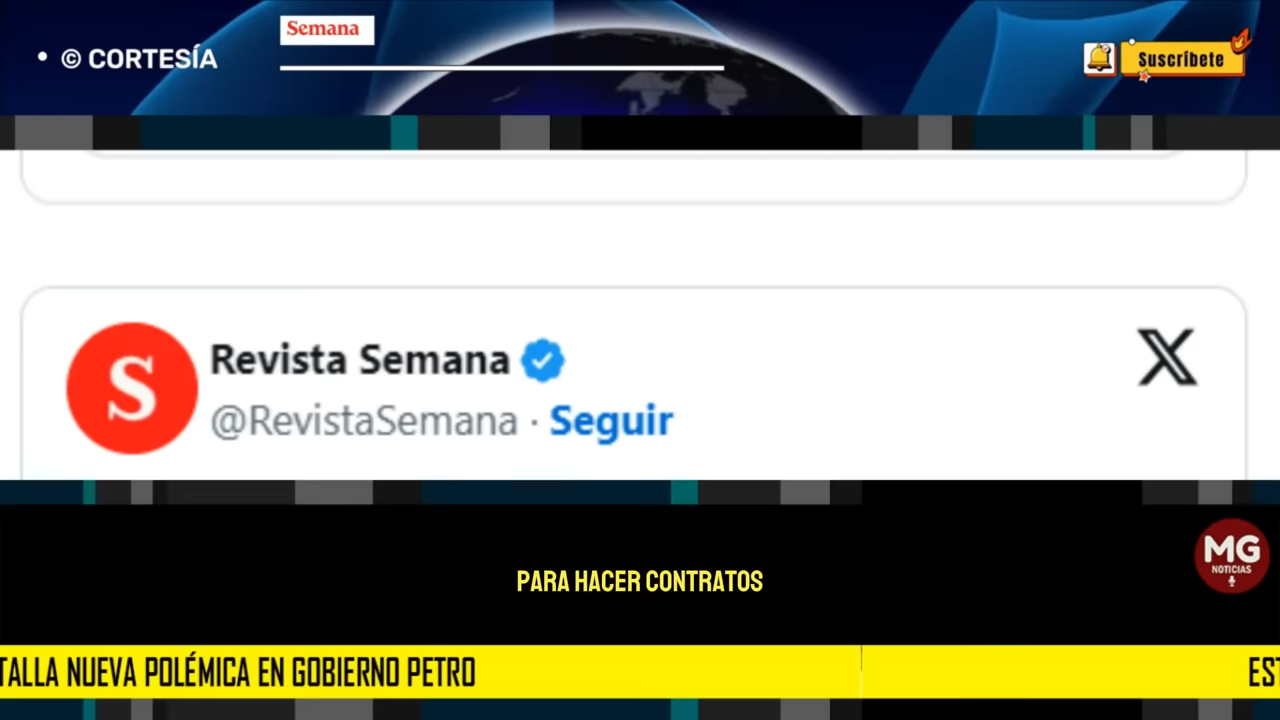 • © CORTESÍA
Semana
Suscríbete
S
Revista Semana
@RevistaSemana · Seguir
X
PARA HACER CONTRATOS
MG
NOTICIAS
TALLA NUEVA POLÉMICA EN GOBIERNO PETRO
EST